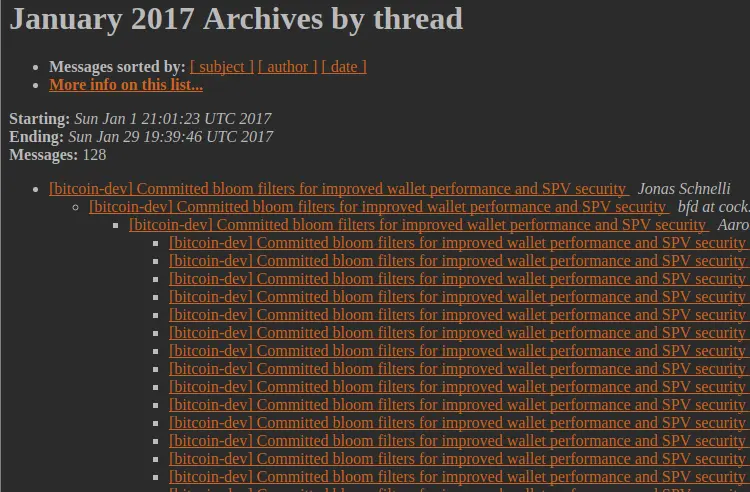 January 2017 Archives by thread
Messages sorted by: [ subject ] [ author ] [ date ]
More info on this list...
Starting: Sun Jan 1 21:01:23 UTC 2017
Ending: Sun Jan 29 19:39:46 UTC 2017
Messages: 128
[bitcoin-dev] Committed bloom filters for improved wallet performance and SPV security Jonas Schnelli
[bitcoin-dev] Committed bloom filters for improved wallet performance and SPV security bfd at cock.
[bitcoin-dev] Committed bloom filters for improved wallet performance and SPV security Aaro
[bitcoin-dev] Committed bloom filters for improved wallet performance and SPV security
[bitcoin-dev] Committed bloom filters for improved wallet performance and SPV security
[bitcoin-dev] Committed bloom filters for improved wallet performance and SPV security
[bitcoin-dev] Committed bloom filters for improved wallet performance and SPV security
[bitcoin-dev] Committed bloom filters for improved wallet performance and SPV security
[bitcoin-dev] Committed bloom filters for improved wallet performance and SPV security
[bitcoin-dev] Committed bloom filters for improved wallet performance and SPV security
[bitcoin-dev] Committed bloom filters for improved wallet performance and SPV security
[bitcoin-dev] Committed bloom filters for improved wallet performance and SPV security
[bitcoin-dev] Committed bloom filters for improved wallet performance and SPV security
[bitcoin-dev] Committed bloom filters for improved wallet performance and SPV security
[bitcoin-dev] Committed bloom filters for improved wallet performance and SPV security
[bitcoin-dev] Committed bloom filters for improved wallet performance and SPV security
[bitcoin-dev] Committed bloom filters for improved wallet performance and SPV security